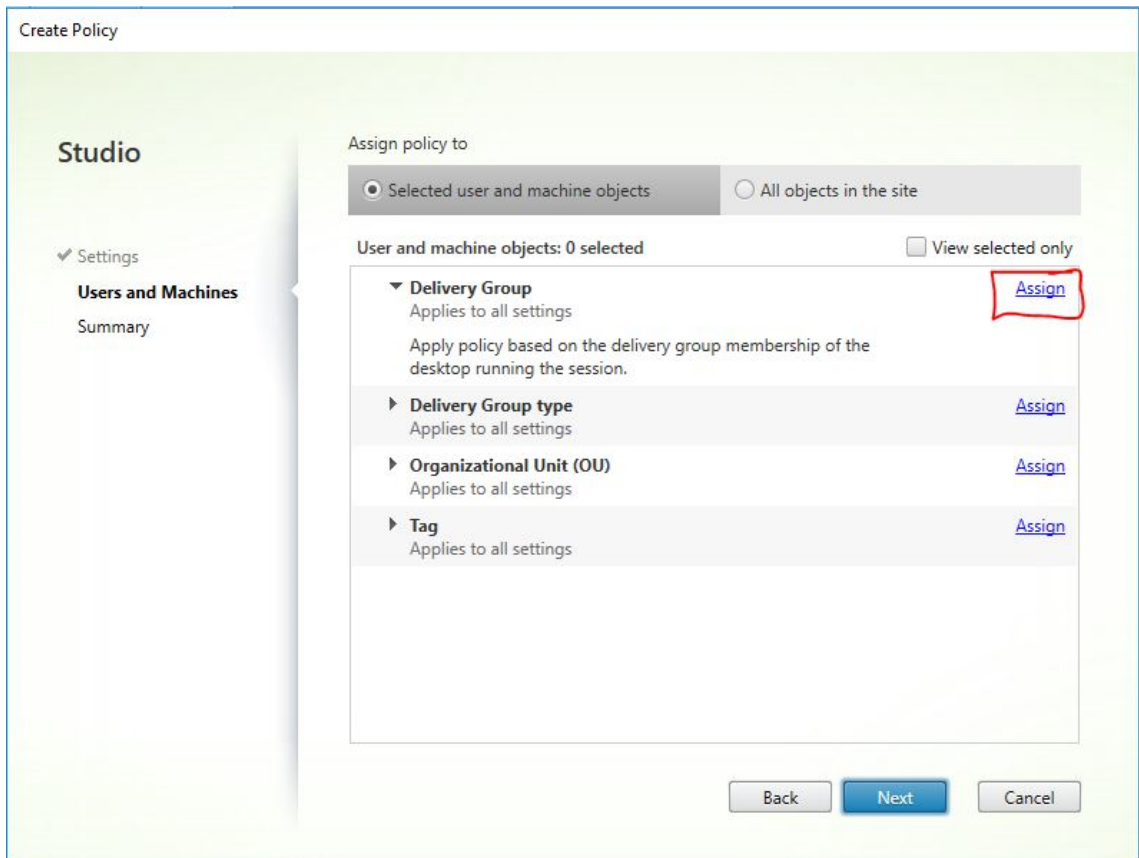 Create Policy
Studio
Settings
Users and Machines
Summary
Assign policy to
Selected user and machine objects
All objects in the site
User and machine objects: 0 selected
View selected only
Delivery Group
Assign
Applies to all settings
Apply policy based on the delivery group membership of the
desktop running the session.
Delivery Group type
Assign
Applies to all settings
Organizational Unit (OU)
Assign
Applies to all settings
Tag
Assign
Applies to all settings
Back
Next
Cancel